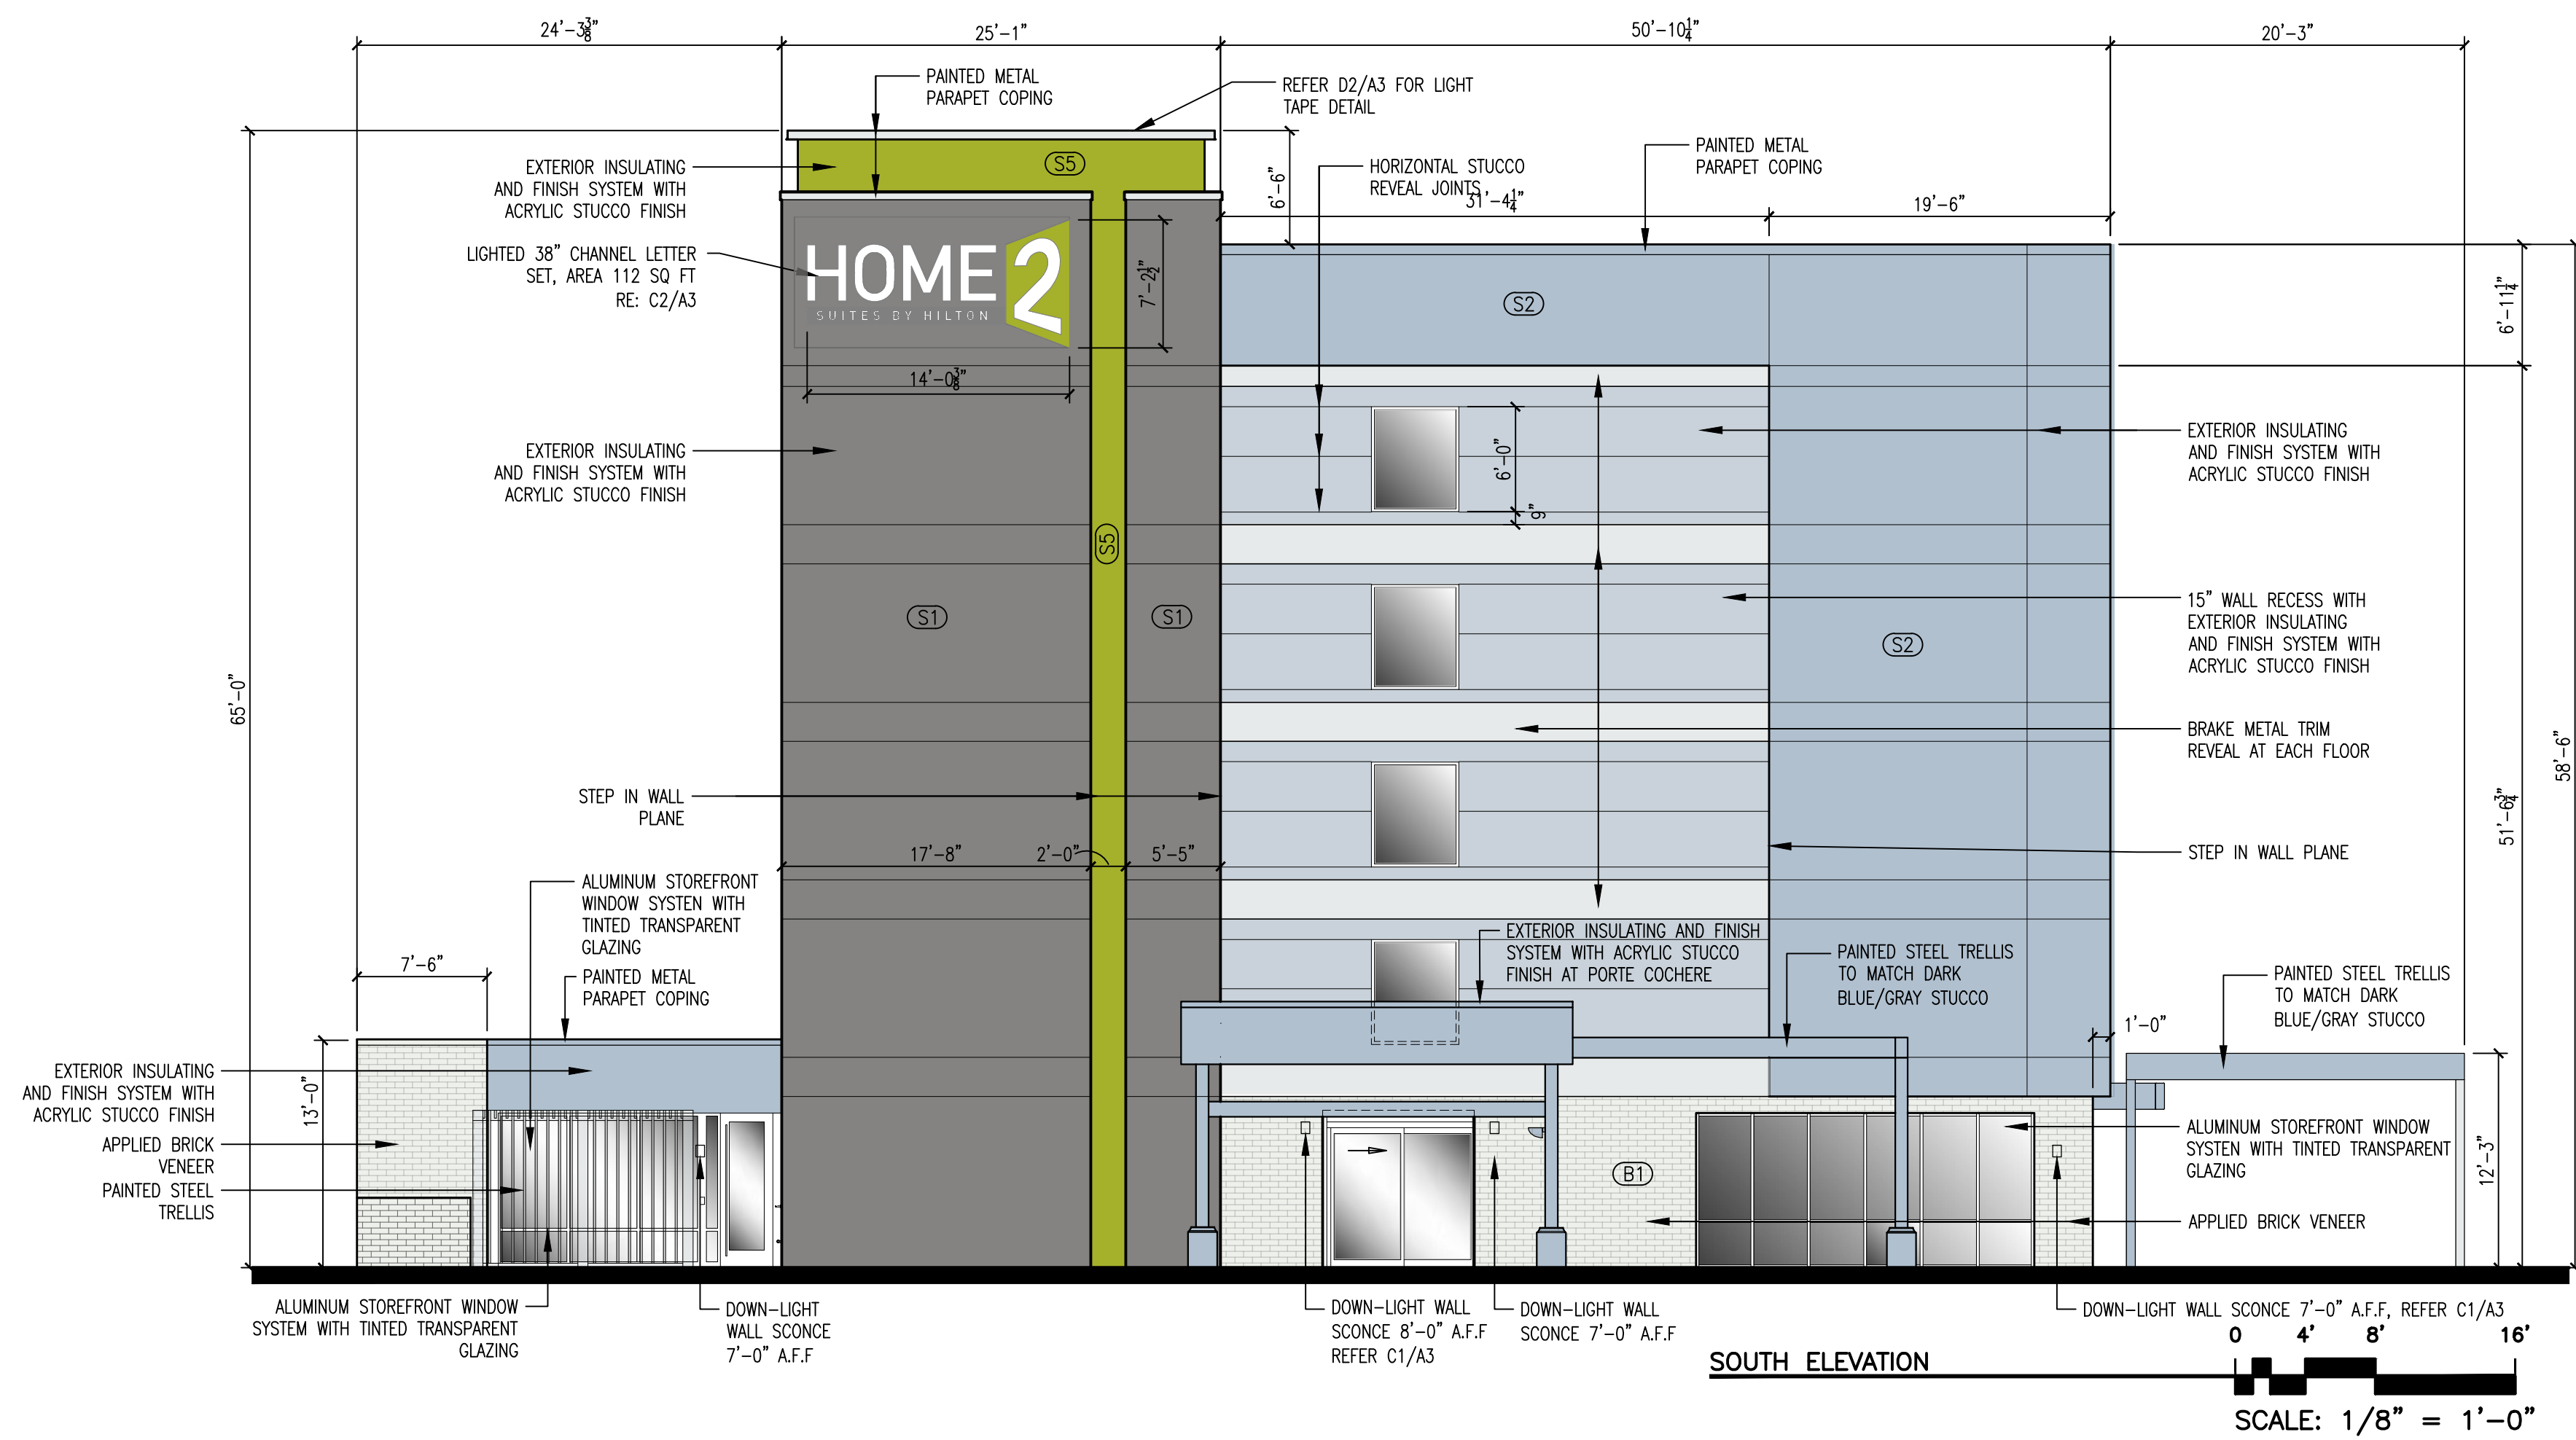 24'-3⅜"
25'-1"
50'-10¼"
20'-3"
PAINTED METAL
PARAPET COPING
REFER D2/A3 FOR LIGHT
TAPE DETAIL
PAINTED METAL
PARAPET COPING
EXTERIOR INSULATING
AND FINISH SYSTEM WITH
ACRYLIC STUCCO FINISH
S5
HORIZONTAL STUCCO
REVEAL JOINTS
6'-6"
31'-4¼"
19'-6"
LIGHTED 38" CHANNEL LETTER
SET, AREA 112 SQ FT
RE: C2/A3
HOME2
SUITES BY HILTON
7'-2½"
14'-0⅜"
S2
6'-11¼"
EXTERIOR INSULATING
AND FINISH SYSTEM WITH
ACRYLIC STUCCO FINISH
6'-0"
9"
EXTERIOR INSULATING
AND FINISH SYSTEM WITH
ACRYLIC STUCCO FINISH
S5
S1
S1
15" WALL RECESS WITH
EXTERIOR INSULATING
AND FINISH SYSTEM WITH
ACRYLIC STUCCO FINISH
S2
65'-0"
BRAKE METAL TRIM
REVEAL AT EACH FLOOR
58'-6"
51'-6¾"
STEP IN WALL
PLANE
17'-8"
2'-0"
5'-5"
STEP IN WALL PLANE
ALUMINUM STOREFRONT
WINDOW SYSTEN WITH
TINTED TRANSPARENT
GLAZING
7'-6"
PAINTED METAL
PARAPET COPING
EXTERIOR INSULATING AND FINISH
SYSTEM WITH ACRYLIC STUCCO
FINISH AT PORTE COCHERE
PAINTED STEEL TRELLIS
TO MATCH DARK
BLUE/GRAY STUCCO
PAINTED STEEL TRELLIS
TO MATCH DARK
BLUE/GRAY STUCCO
1'-0"
EXTERIOR INSULATING
AND FINISH SYSTEM WITH
ACRYLIC STUCCO FINISH
13'-0"
APPLIED BRICK
VENEER
PAINTED STEEL
TRELLIS
B1
ALUMINUM STOREFRONT WINDOW
SYSTEN WITH TINTED TRANSPARENT
GLAZING
12'-3"
APPLIED BRICK VENEER
ALUMINUM STOREFRONT WINDOW
SYSTEM WITH TINTED TRANSPARENT
GLAZING
DOWN-LIGHT
WALL SCONCE
7'-0" A.F.F
DOWN-LIGHT WALL
SCONCE 8'-0" A.F.F
REFER C1/A3
DOWN-LIGHT WALL
SCONCE 7'-0" A.F.F
DOWN-LIGHT WALL SCONCE 7'-0" A.F.F, REFER C1/A3
0 4' 8' 16'
SOUTH ELEVATION
SCALE: 1/8" = 1'-0"